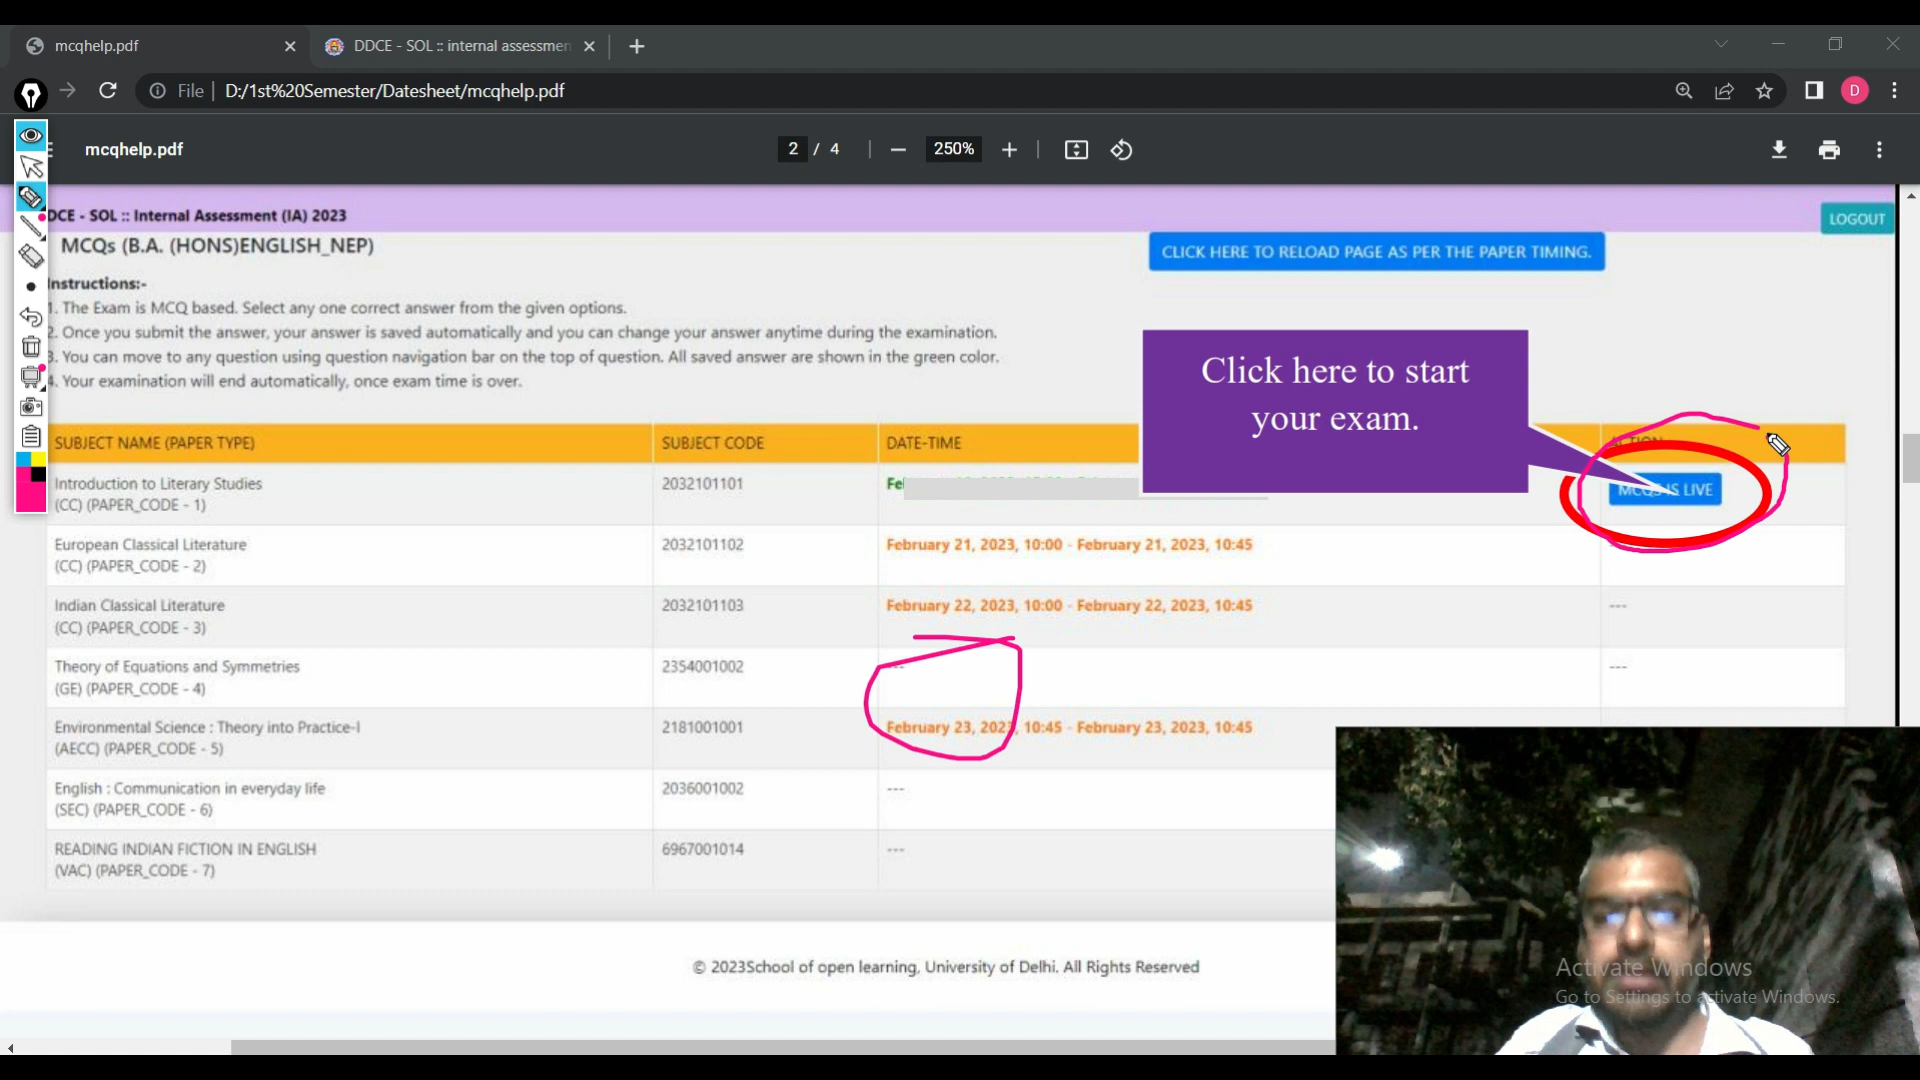 mcqhelp.pdf
DDCE - SOL :: internal assessmen
File
D:/1st%20Semester/Datesheet/mcqhelp.pdf
D
mcqhelp.pdf
2 / 4
250%
DCE - SOL :: Internal Assessment (IA) 2023
LOGOUT
MCQs (B.A. (HONS)ENGLISH_NEP)
CLICK HERE TO RELOAD PAGE AS PER THE PAPER TIMING.
Instructions:-
1. The Exam is MCQ based. Select any one correct answer from the given options.
2. Once you submit the answer, your answer is saved automatically and you can change your answer anytime during the examination.
3. You can move to any question using question navigation bar on the top of question. All saved answer are shown in the green color.
4. Your examination will end automatically, once exam time is over.
Click here to start
your exam.
SUBJECT NAME (PAPER TYPE) SUBJECT CODE DATE-TIME ACTION
Introduction to Literary Studies 2032101101 MCQS IS LIVE
(CC) (PAPER_CODE - 1)
European Classical Literature 2032101102 February 21, 2023, 10:00 - February 21, 2023, 10:45
(CC) (PAPER_CODE - 2)
Indian Classical Literature 2032101103 February 22, 2023, 10:00 - February 22, 2023, 10:45 ---
(CC) (PAPER_CODE - 3)
Theory of Equations and Symmetries 2354001002 --- ---
(GE) (PAPER_CODE - 4)
Environmental Science : Theory into Practice-I 2181001001 February 23, 2023, 10:45 - February 23, 2023, 10:45
(AECC) (PAPER_CODE - 5)
English : Communication in everyday life 2036001002 ---
(SEC) (PAPER_CODE - 6)
READING INDIAN FICTION IN ENGLISH 6967001014 ---
(VAC) (PAPER_CODE - 7)
© 2023School of open learning, University of Delhi. All Rights Reserved
Activate Windows
Go to Settings to activate Windows.